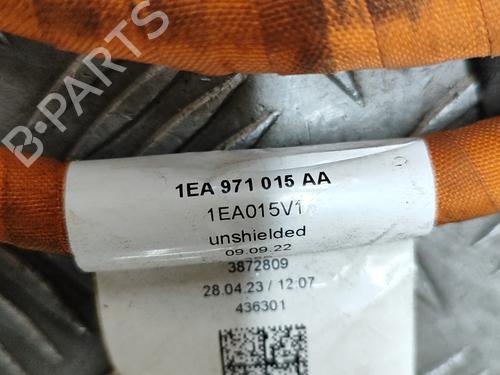 B-PARTS
1EA 971 015 AA
1EA015V1
unshielded
09.09.22
3872809
28.04.23 / 12:07
436301